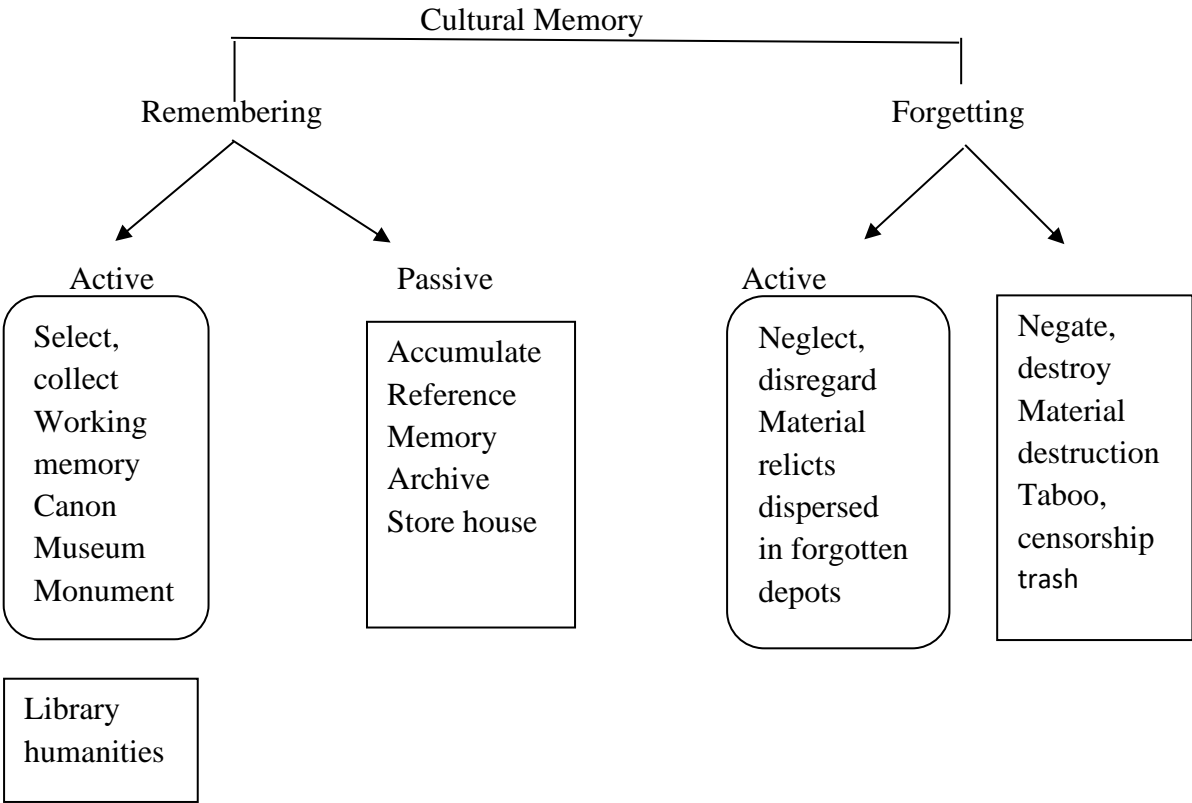 Cultural Memory
Remembering
Forgetting
Active
Passive
Active
Select,
collect
Working
memory
Canon
Museum
Monument
Accumulate
Reference
Memory
Archive
Store house
Neglect,
disregard
Material
relicts
dispersed
in forgotten
depots
Negate,
destroy
Material
destruction
Taboo,
censorship
trash
Library
humanities